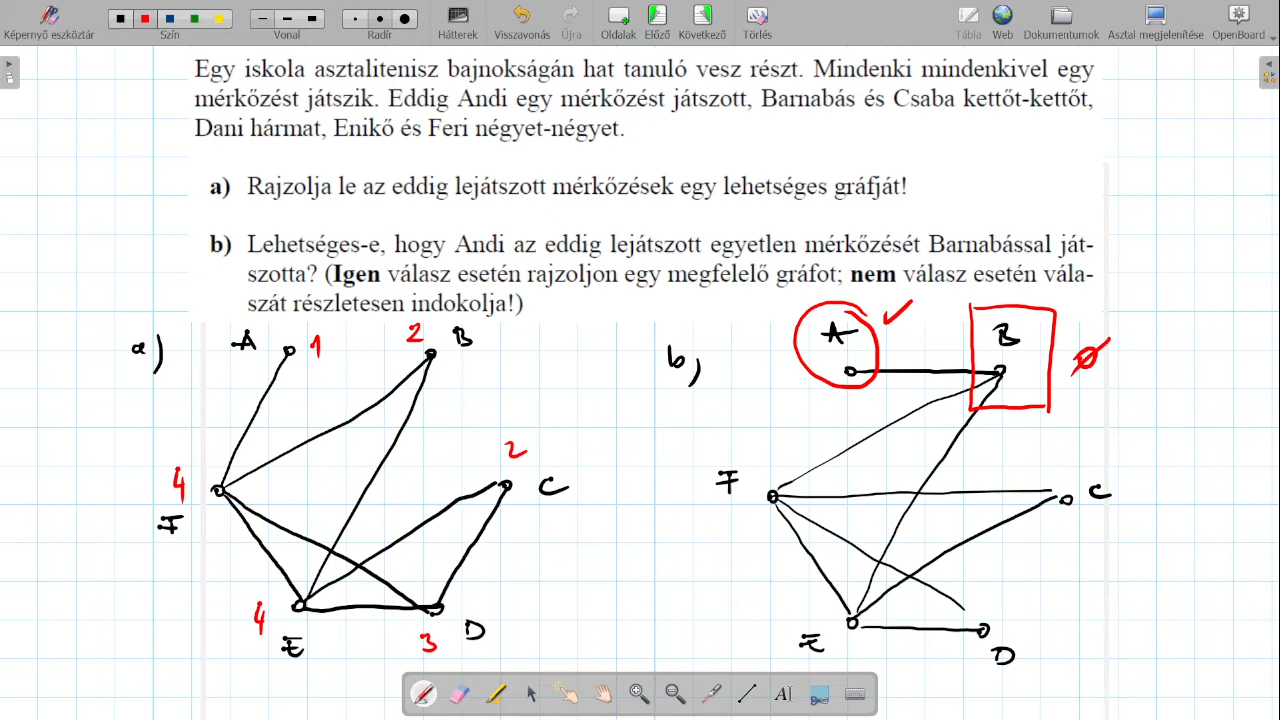 Képernyő eszköztár
Szín
Vonal
Radír
Hátterek
Visszavonás
Újra
Oldalak
Előző
Következő
Törlés
Tábla
Web
Dokumentumok
Asztal megjelenítése
OpenBoard
Egy iskola asztalitenisz bajnokságán hat tanuló vesz részt. Mindenki mindenkivel egy
mérkőzést játszik. Eddig Andi egy mérkőzést játszott, Barnabás és Csaba kettőt-kettőt,
Dani hármat, Enikő és Feri négyet-négyet.
a) Rajzolja le az eddig lejátszott mérkőzések egy lehetséges gráfját!
b) Lehetséges-e, hogy Andi az eddig lejátszott egyetlen mérkőzését Barnabással ját-
szotta? (Igen válasz esetén rajzoljon egy megfelelő gráfot; nem válasz esetén vála-
szát részletesen indokolja!)
a)
A 1
2 B
2
C
4
F
4
E
3
D
b)
A
B
F
C
E
D
AI